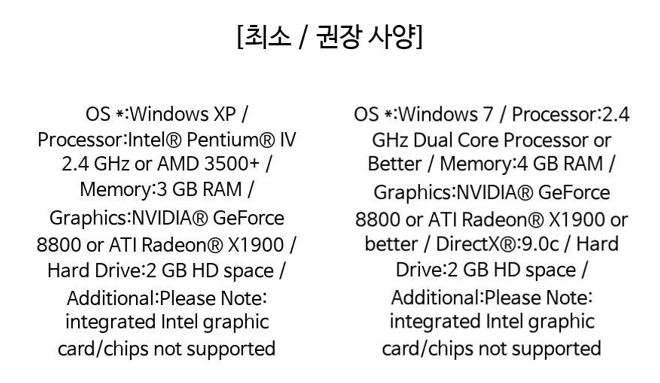 [최소 / 권장 사양]
OS *:Windows XP /
Processor:Intel® Pentium® IV
2.4 GHz or AMD 3500+ /
Memory:3 GB RAM /
Graphics:NVIDIA® GeForce
8800 or ATI Radeon® X1900 /
Hard Drive:2 GB HD space /
Additional:Please Note:
integrated Intel graphic
card/chips not supported
OS *:Windows 7 / Processor:2.4
GHz Dual Core Processor or
Better / Memory:4 GB RAM /
Graphics:NVIDIA® GeForce
8800 or ATI Radeon® X1900 or
better / DirectX®:9.0c / Hard
Drive:2 GB HD space /
Additional:Please Note:
integrated Intel graphic
card/chips not supported